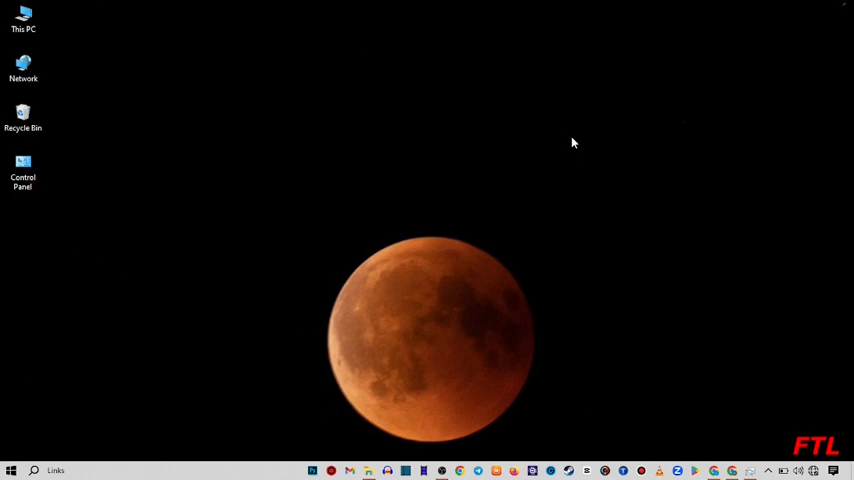 This PC
Network
Recycle Bin
Control
Panel
FTL
Links